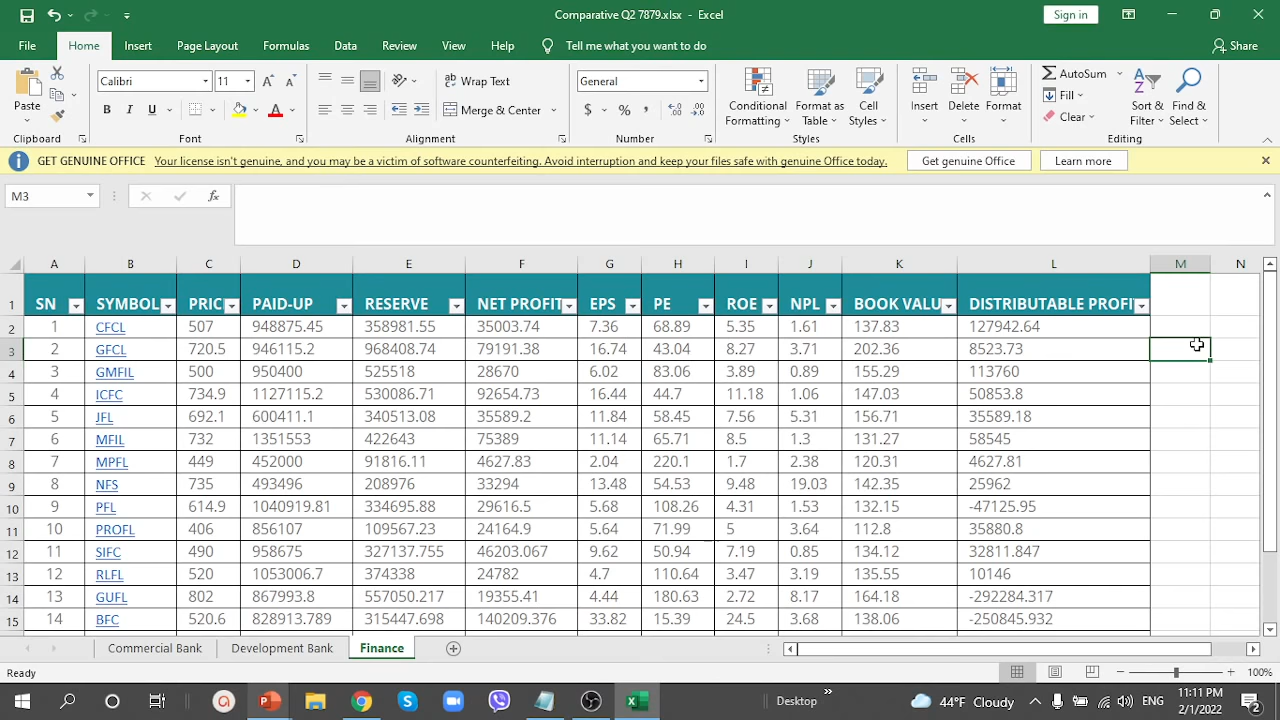 Comparative Q2 7879.xlsx - Excel
Sign in
File Home Insert Page Layout Formulas Data Review View Help Tell me what you want to do Share
Calibri 11 Wrap Text General AutoSum
Paste B I U Merge & Center $ % , Conditional Formatting Format as Table Cell Styles Insert Delete Format Fill Clear Sort & Filter Find & Select
Clipboard Font Alignment Number Styles Cells Editing
GET GENUINE OFFICE Your license isn't genuine, and you may be a victim of software counterfeiting. Avoid interruption and keep your files safe with genuine Office today. Get genuine Office Learn more
M3 fx
A B C D E F G H I J K L M N
1 SN SYMBOL PRIC PAID-UP RESERVE NET PROFIT EPS PE ROE NPL BOOK VALU DISTRIBUTABLE PROFI
2 1 CFCL 507 948875.45 358981.55 35003.74 7.36 68.89 5.35 1.61 137.83 127942.64
3 2 GFCL 720.5 946115.2 968408.74 79191.38 16.74 43.04 8.27 3.71 202.36 8523.73
4 3 GMFIL 500 950400 525518 28670 6.02 83.06 3.89 0.89 155.29 113760
5 4 ICFC 734.9 1127115.2 530086.71 92654.73 16.44 44.7 11.18 1.06 147.03 50853.8
6 5 JFL 692.1 600411.1 340513.08 35589.2 11.84 58.45 7.56 5.31 156.71 35589.18
7 6 MFIL 732 1351553 422643 75389 11.14 65.71 8.5 1.3 131.27 58545
8 7 MPFL 449 452000 91816.11 4627.83 2.04 220.1 1.7 2.38 120.31 4627.81
9 8 NFS 735 493496 208976 33294 13.48 54.53 9.48 19.03 142.35 25962
10 9 PFL 614.9 1040919.81 334695.88 29616.5 5.68 108.26 4.31 1.53 132.15 -47125.95
11 10 PROFL 406 856107 109567.23 24164.9 5.64 71.99 5 3.64 112.8 35880.8
12 11 SIFC 490 958675 327137.755 46203.067 9.62 50.94 7.19 0.85 134.12 32811.847
13 12 RLFL 520 1053006.7 374338 24782 4.7 110.64 3.47 3.19 135.55 10146
14 13 GUFL 802 867993.8 557050.217 19355.41 4.44 180.63 2.72 8.17 164.18 -292284.317
15 14 BFC 520.6 828913.789 315447.698 140209.376 33.82 15.39 24.5 3.68 138.06 -250845.932
Commercial Bank Development Bank Finance
Ready 100%
Desktop 44°F Cloudy ENG 11:11 PM 2/1/2022 2